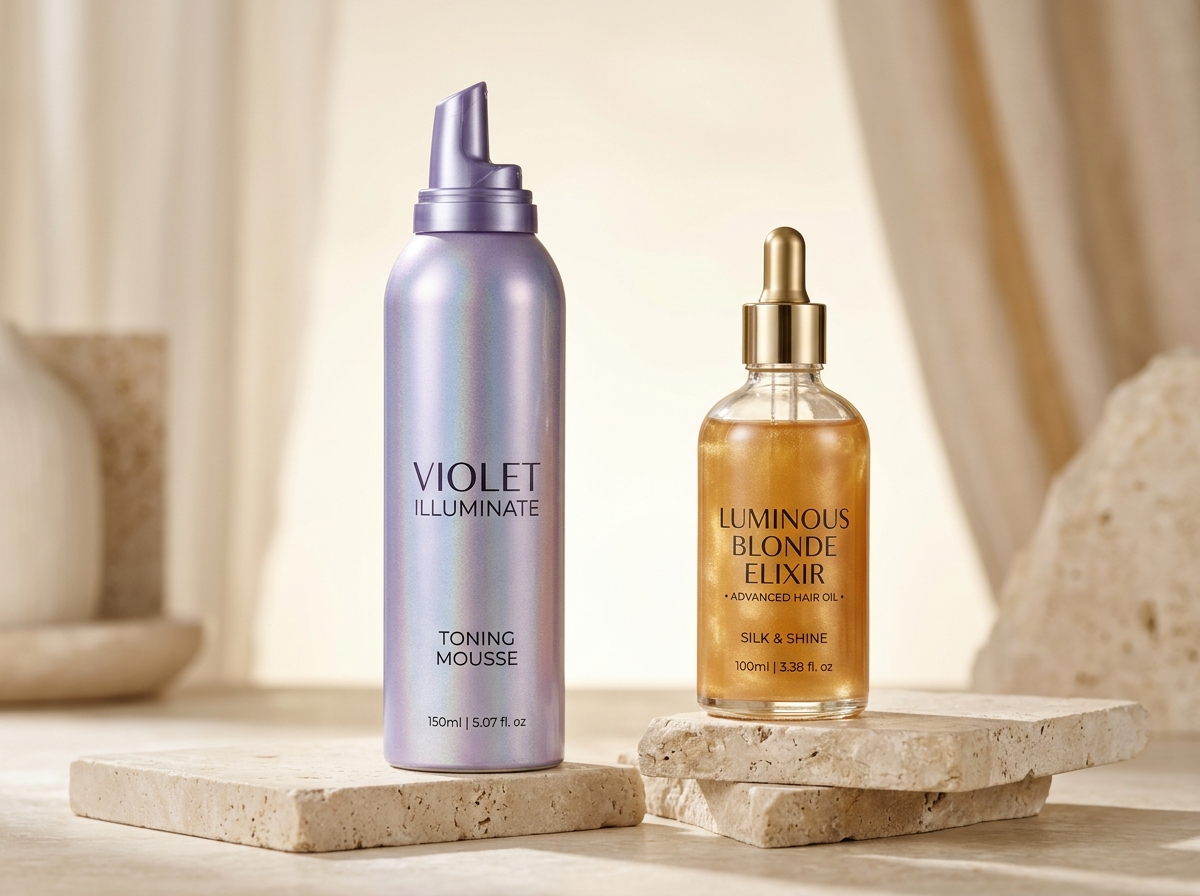 VIOLET
ILLUMINATE
TONING
MOUSSE
150ml | 5.07 fl. oz
LUMINOUS
BLONDE
ELIXIR
• ADVANCED HAIR OIL •
SILK & SHINE
100ml | 3.38 fl. oz